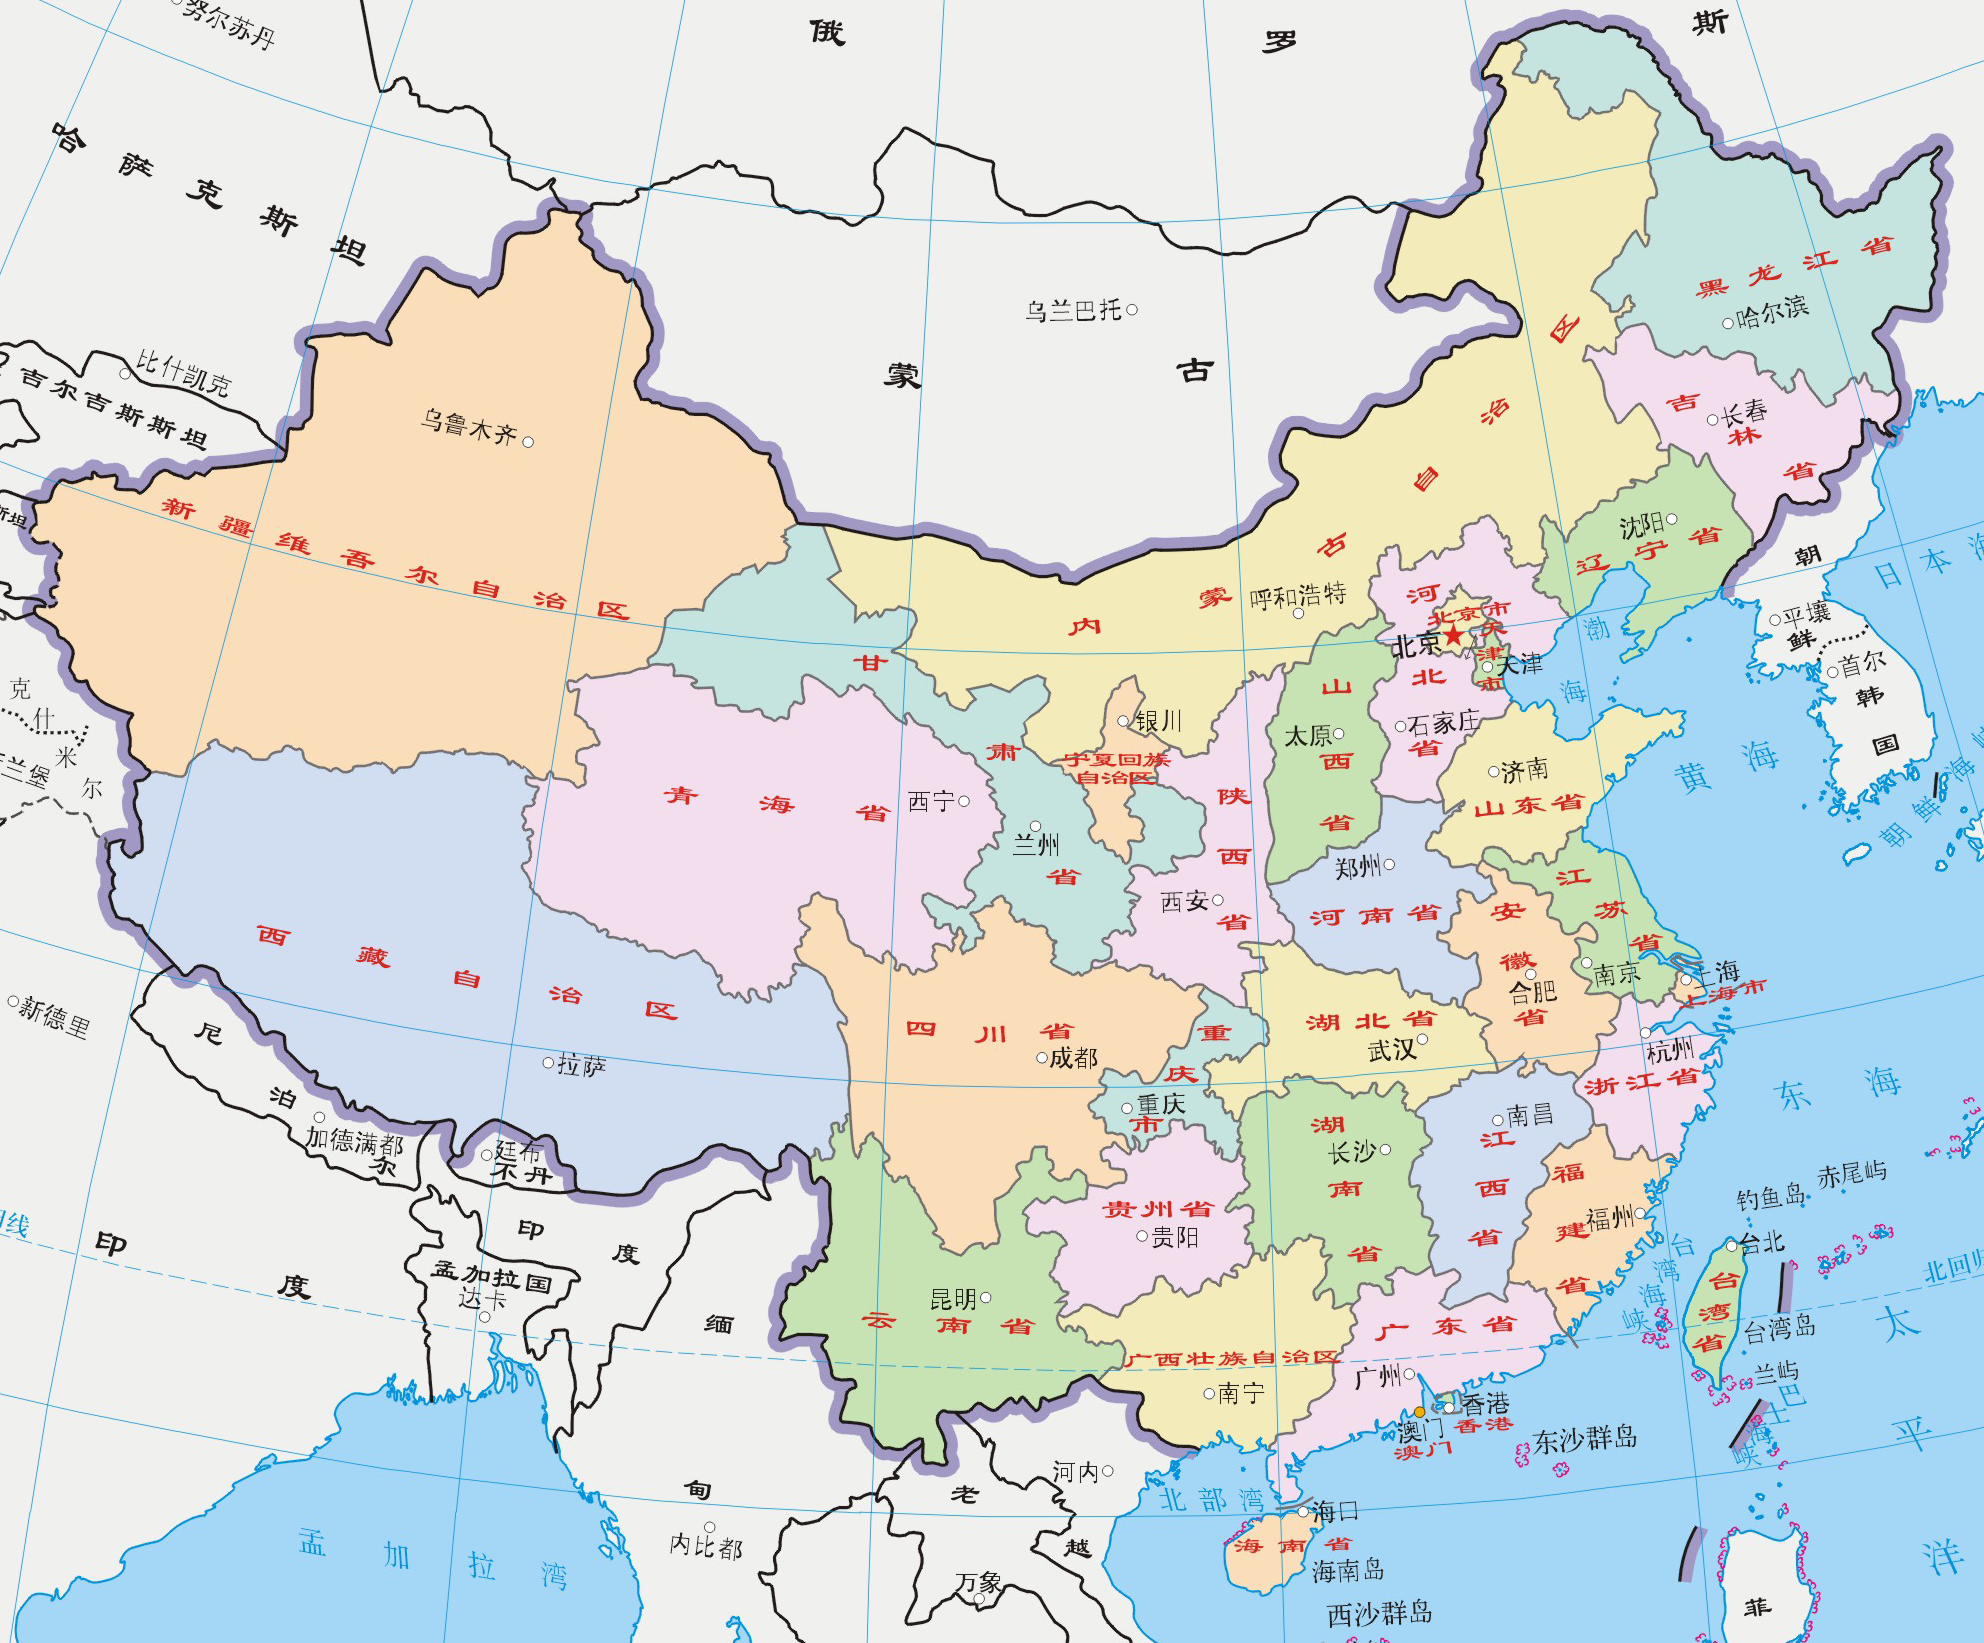 努尔苏丹
俄罗斯
哈萨克斯坦
乌兰巴托
蒙古
比什凯克
吉尔吉斯斯坦
乌鲁木齐
新疆维吾尔自治区
斯坦
克什米尔
兰堡
黑龙江省
哈尔滨
吉林省
长春
沈阳
辽宁省
内蒙古自治区
呼和浩特
河北省
北京市
北京
天津市
天津
石家庄
渤海
朝鲜
平壤
首尔
韩国
日本海
朝鲜海峡
黄海
甘肃省
兰州
银川
宁夏回族
自治区
山西省
太原
济南
山东省
青海省
西宁
陕西省
西安
郑州
河南省
江苏省
南京
安徽省
合肥
上海
上海市
西藏自治区
拉萨
四川省
成都
重庆市
重庆
湖北省
武汉
杭州
浙江省
新德里
尼泊尔
加德满都
廷布
不丹
印度
印度
孟加拉国
达卡
缅甸
内比都
湖南省
长沙
南昌
江西省
福建省
福州
贵州省
贵阳
昆明
云南省
广西壮族自治区
南宁
广东省
广州
香港
香港
澳门
澳门
东海
钓鱼岛
赤尾屿
台北
台湾省
台湾岛
台湾海峡
兰屿
巴士海峡
北回归
归线
太平洋
东沙群岛
河内
老
越
万象
北部湾
海口
海南省
海南岛
西沙群岛
孟加拉湾
菲